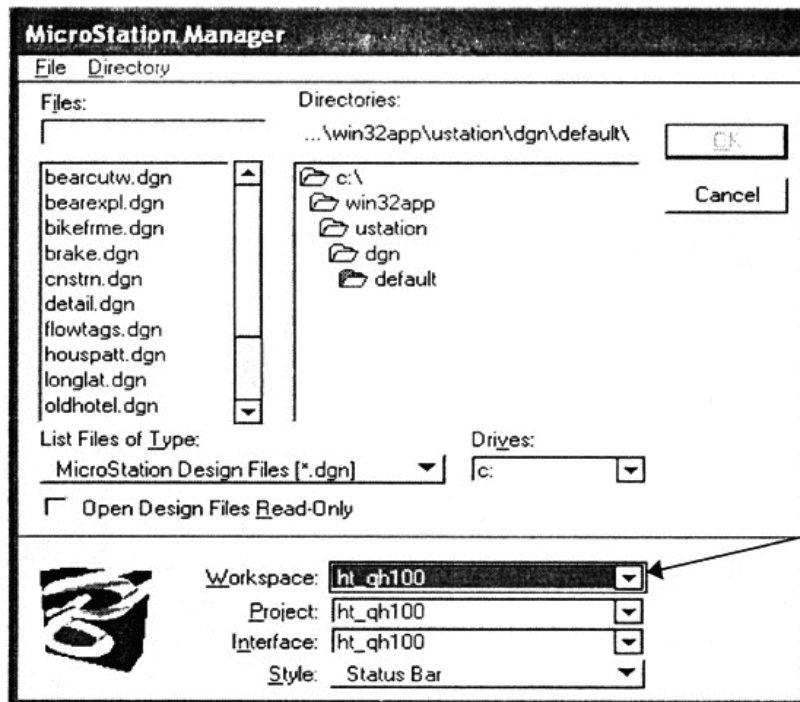 MicroStation Manager
File Directory
Files:
Directories:
...\win32app\ustation\dgn\default\
OK
Cancel
bearcutw.dgn
bearexpl.dgn
bikefrme.dgn
brake.dgn
cnstrn.dgn
detail.dgn
flowtags.dgn
houspatt.dgn
longlat.dgn
oldhotel.dgn
c:\
win32app
ustation
dgn
default
List Files of Type:
MicroStation Design Files [*.dgn]
Drives:
c:
Open Design Files Read-Only
Workspace: ht_qh100
Project: ht_qh100
Interface: ht_qh100
Style: Status Bar